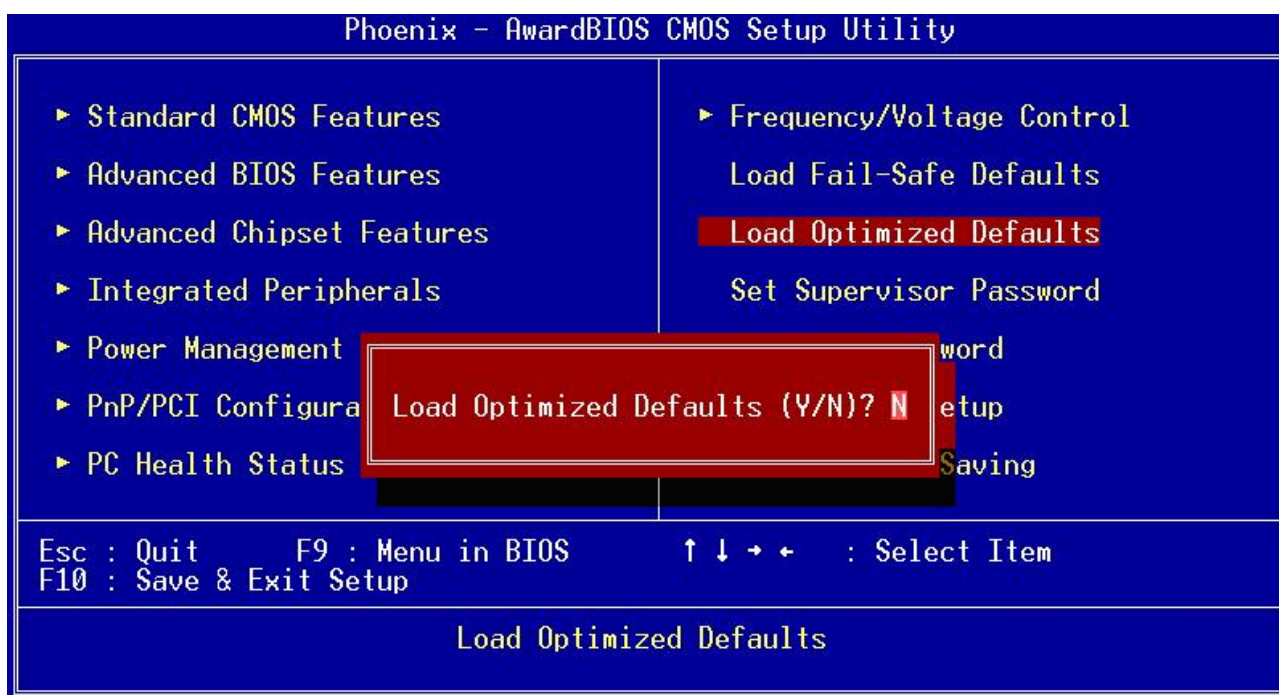 Phoenix - AwardBIOS CMOS Setup Utility
► Standard CMOS Features
► Advanced BIOS Features
► Advanced Chipset Features
► Integrated Peripherals
► Power Management
► PnP/PCI Configura
► PC Health Status
► Frequency/Voltage Control
Load Fail-Safe Defaults
Load Optimized Defaults
Set Supervisor Password
word
etup
Saving
Load Optimized Defaults (Y/N)? N
Esc : Quit F9 : Menu in BIOS ↑ ↓ → ← : Select Item
F10 : Save & Exit Setup
Load Optimized Defaults